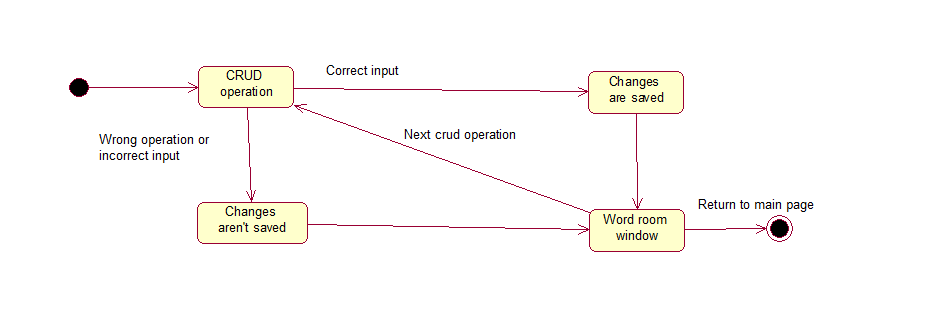 CRUD
operation
Correct input
Changes
are saved
Wrong operation or
incorrect input
Next crud operation
Changes
aren't saved
Word room
window
Return to main page